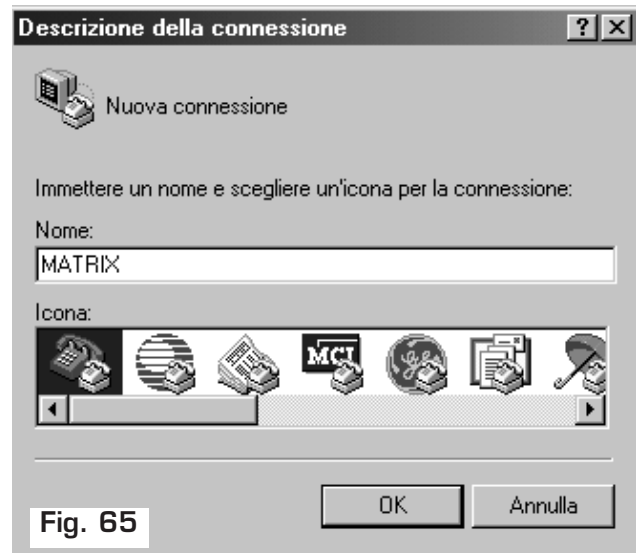 Descrizione della connessione
Nuova connessione
Immettere un nome e scegliere un'icona per la connessione:
Nome:
MATRIX
Icona:
MCI
OK
Annulla
Fig. 65